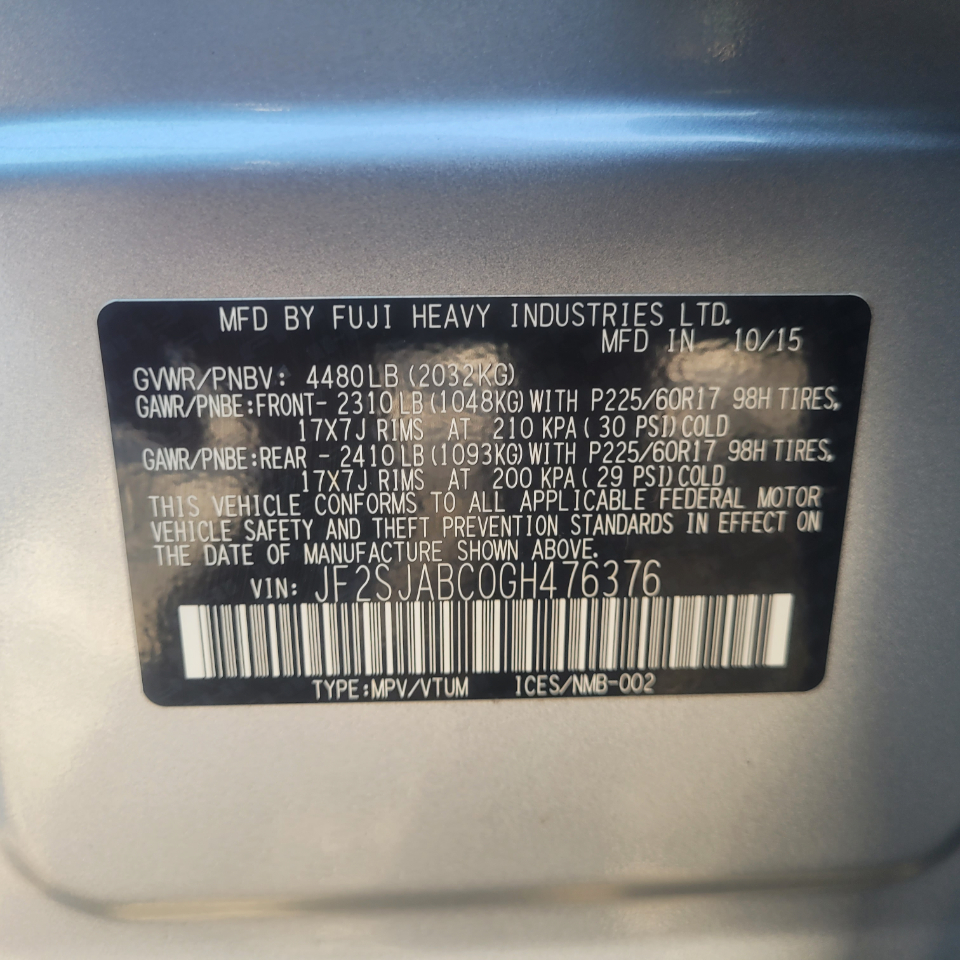 MFD BY FUJI HEAVY INDUSTRIES LTD.
MFD IN 10/15
GVWR/PNBV: 4480LB (2032KG)
GAWR/PNBE:FRONT- 2310LB (1048KG) WITH P225/60R17 98H TIRES,
17X7J RIMS AT 210 KPA ( 30 PSI) COLD
GAWR/PNBE:REAR - 2410LB (1093KG) WITH P225/60R17 98H TIRES,
17X7J RIMS AT 200 KPA ( 29 PSI) COLD
THIS VEHICLE CONFORMS TO ALL APPLICABLE FEDERAL MOTOR
VEHICLE SAFETY AND THEFT PREVENTION STANDARDS IN EFFECT ON
THE DATE OF MANUFACTURE SHOWN ABOVE.
VIN: JF2SJABC0GH476376
TYPE:MPV/VTUM ICES/NMB-002